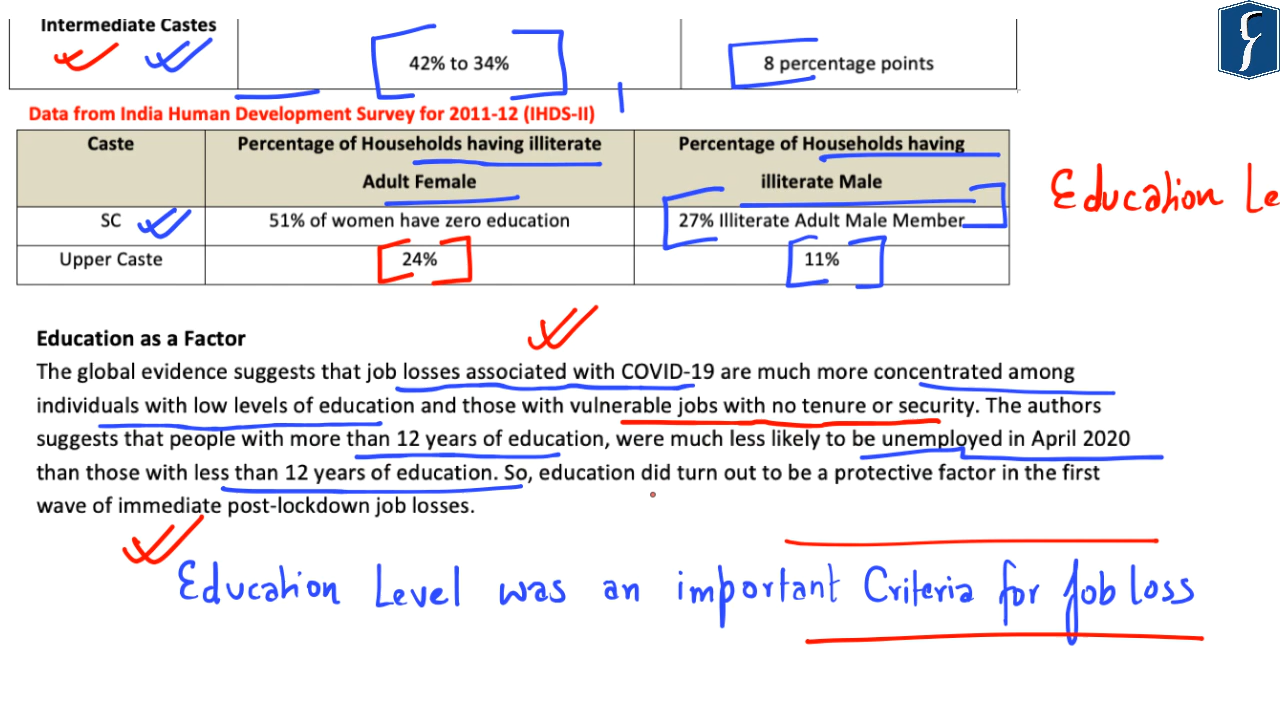 Intermediate Castes
42% to 34%
8 percentage points
Data from India Human Development Survey for 2011-12 (IHDS-II)
Caste
Percentage of Households having illiterate
Adult Female
Percentage of Households having
illiterate Male
SC
51% of women have zero education
27% Illiterate Adult Male Member
Upper Caste
24%
11%
Education Le
Education as a Factor
The global evidence suggests that job losses associated with COVID-19 are much more concentrated among
individuals with low levels of education and those with vulnerable jobs with no tenure or security. The authors
suggests that people with more than 12 years of education, were much less likely to be unemployed in April 2020
than those with less than 12 years of education. So, education did turn out to be a protective factor in the first
wave of immediate post-lockdown job losses.
Education Level was an important Criteria for Job loss